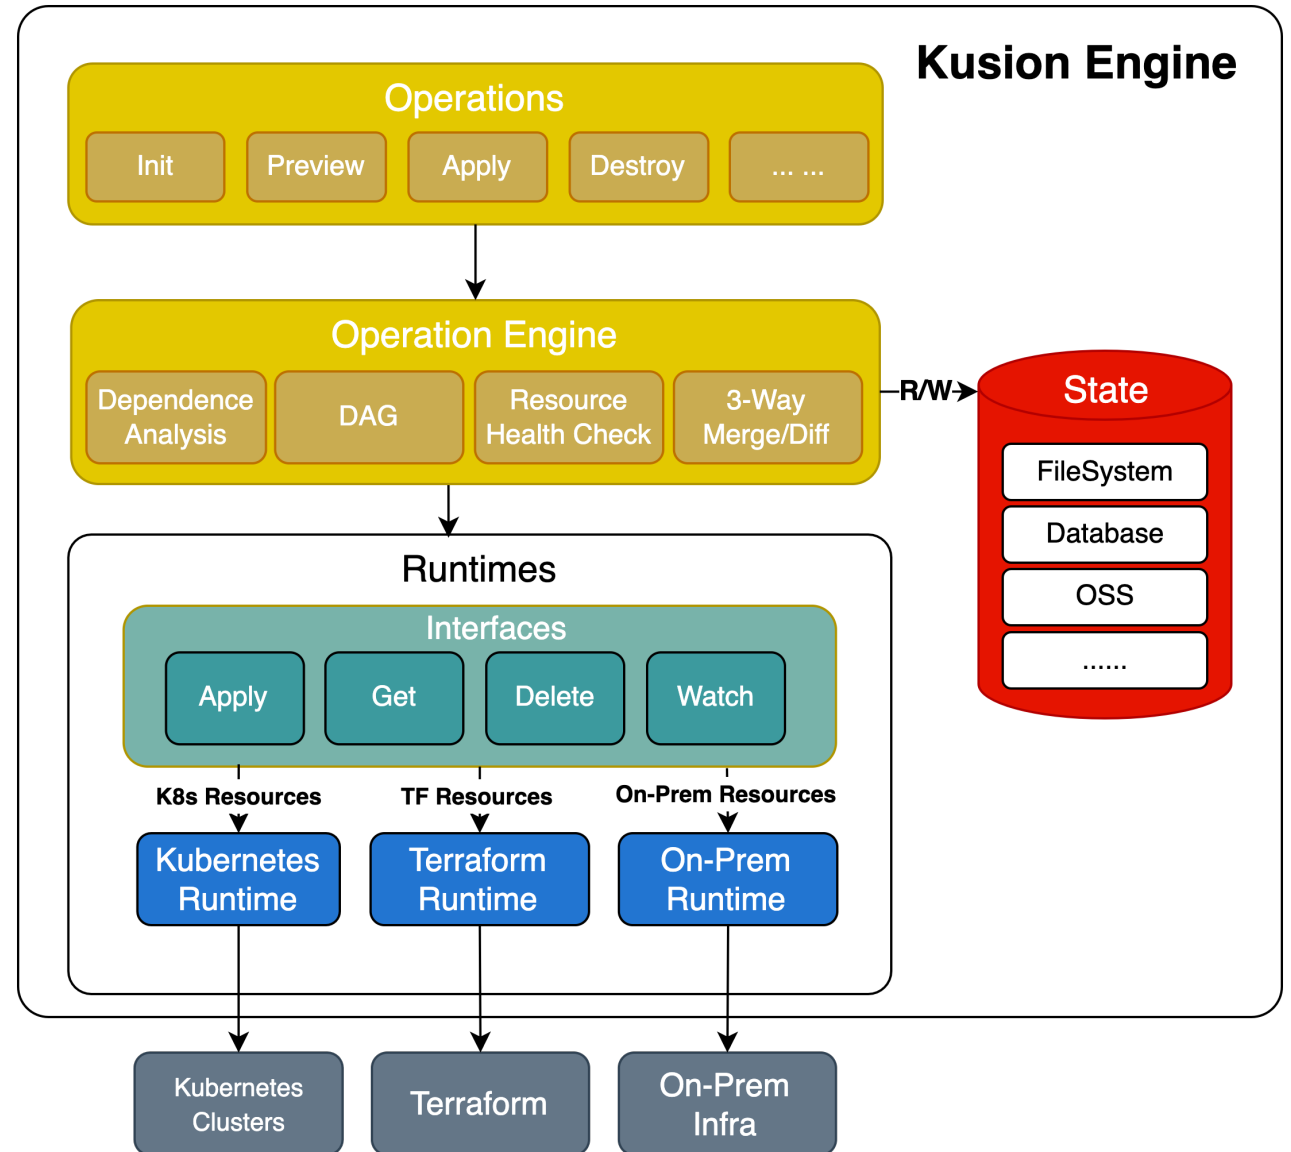 Kusion Engine
Operations
Init
Preview
Apply
Destroy
... ...
Operation Engine
Dependence
Analysis
DAG
Resource
Health Check
3-Way
Merge/Diff
R/W
State
FileSystem
Database
OSS
......
Runtimes
Interfaces
Apply
Get
Delete
Watch
K8s Resources
TF Resources
On-Prem Resources
Kubernetes
Runtime
Terraform
Runtime
On-Prem
Runtime
Kubernetes
Clusters
Terraform
On-Prem
Infra